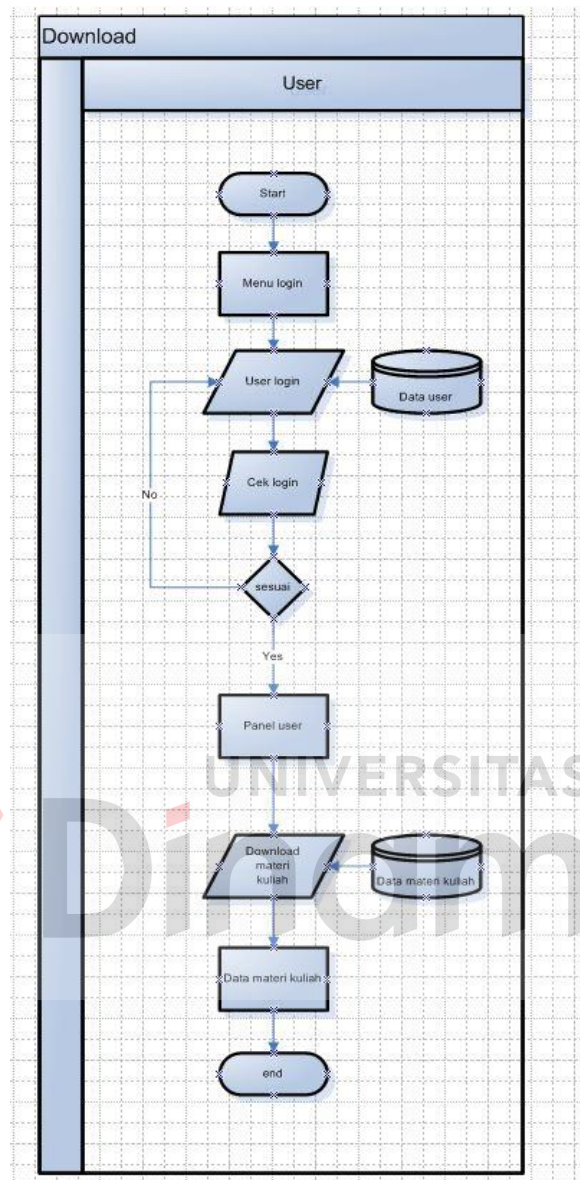 Download
User
Start
Menu login
User login
Data user
Cek login
No
sesuai
Yes
Panel user
UNIVERSITAS
Dinam
Download
materi
kuliah
Data materi kuliah
Data materi kuliah
end